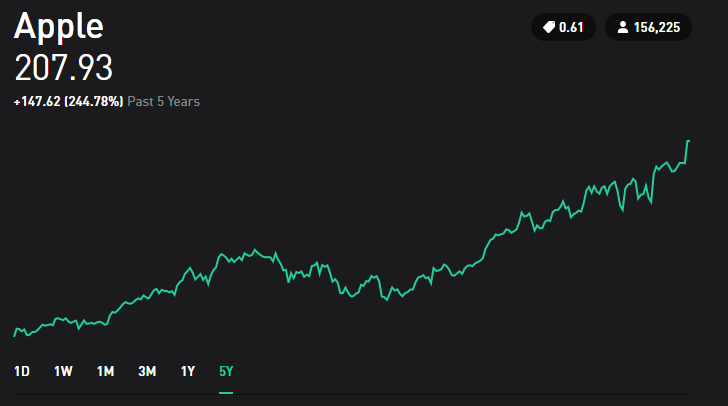 Apple
0.61
156,225
207.93
+147.62 (244.78%) Past 5 Years
1D 1W 1M 3M 1Y 5Y